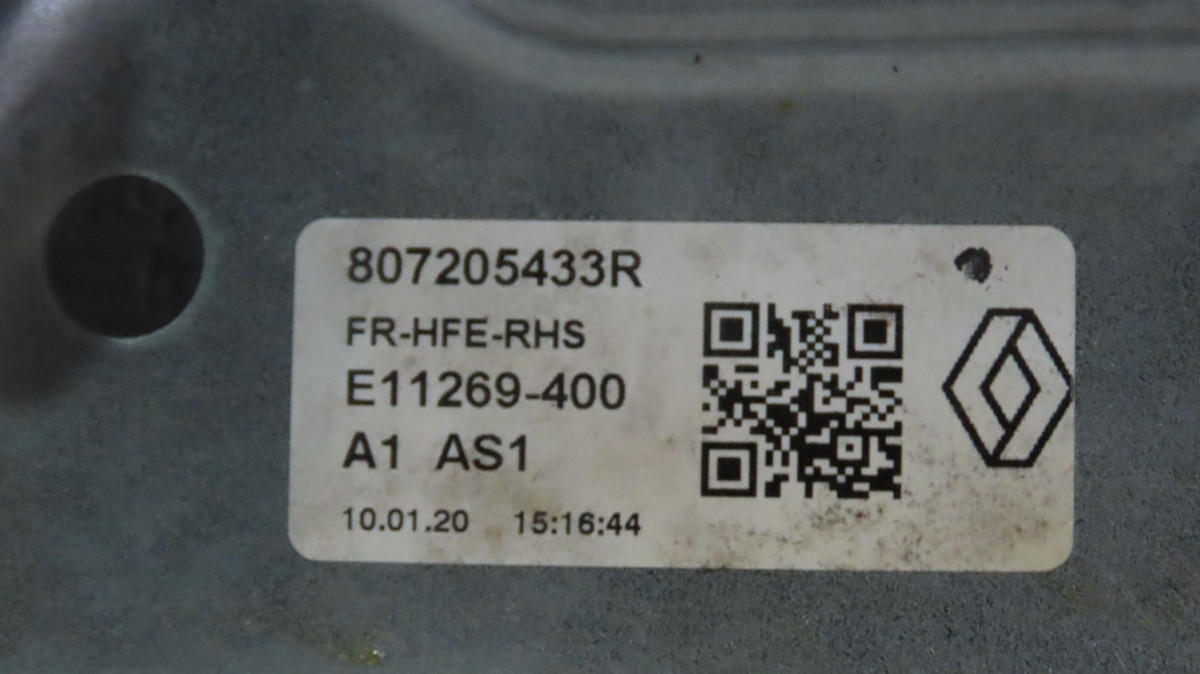 807205433R
FR-HFE-RHS
E11269-400
A1 AS1
10.01.20 15:16:44